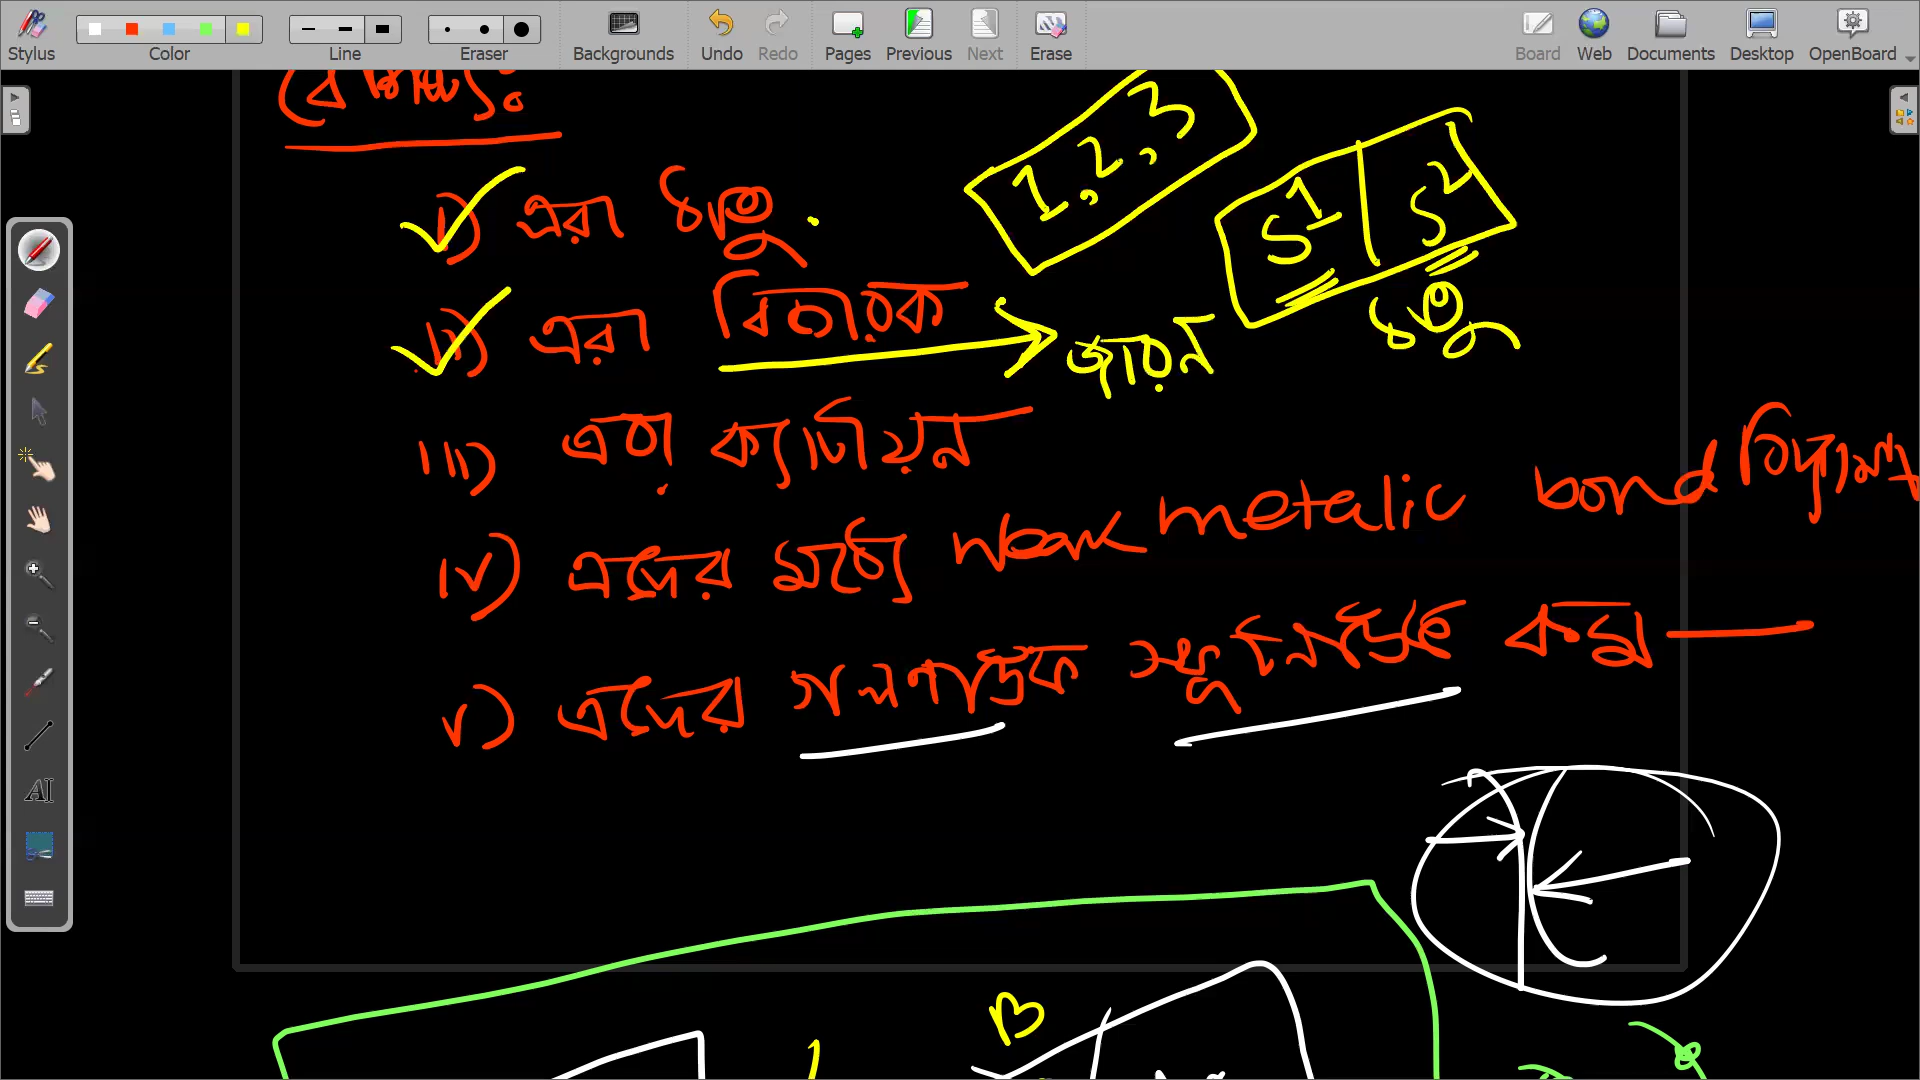 Stylus Color Line Eraser Backgrounds Undo Redo Pages Previous Next Erase Board Web Documents Desktop OpenBoard
1, 2, 3
S1 S2
ধাতু
i) এরা ধাতু
ii) এরা বিজারক
জারন
iii) এরা ক্যাটায়ন
iv) এদের মধ্যে weak metalic bond বিদ্যমান
v) এদের গলনাঙ্ক স্ফুটনাঙ্ক কম
B
AI